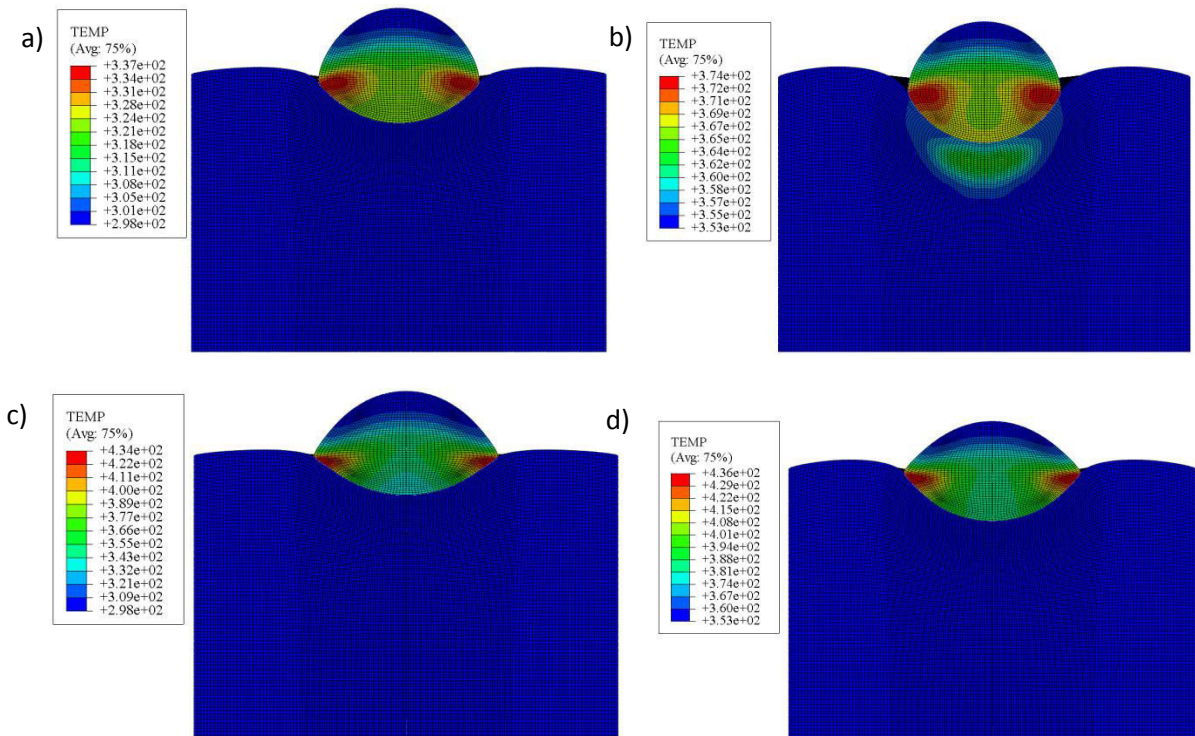 a)
TEMP
(Avg: 75%)
+3.37e+02
+3.34e+02
+3.31e+02
+3.28e+02
+3.24e+02
+3.21e+02
+3.18e+02
+3.15e+02
+3.11e+02
+3.08e+02
+3.05e+02
+3.01e+02
+2.98e+02
b)
TEMP
(Avg: 75%)
+3.74e+02
+3.72e+02
+3.71e+02
+3.69e+02
+3.67e+02
+3.66e+02
+3.64e+02
+3.62e+02
+3.60e+02
+3.58e+02
+3.57e+02
+3.55e+02
+3.53e+02
c)
TEMP
(Avg: 75%)
+4.34e+02
+4.22e+02
+4.11e+02
+4.00e+02
+3.89e+02
+3.77e+02
+3.66e+02
+3.55e+02
+3.43e+02
+3.32e+02
+3.21e+02
+3.09e+02
+2.98e+02
d)
TEMP
(Avg: 75%)
+4.36e+02
+4.29e+02
+4.22e+02
+4.15e+02
+4.08e+02
+4.01e+02
+3.94e+02
+3.88e+02
+3.81e+02
+3.74e+02
+3.67e+02
+3.60e+02
+3.53e+02